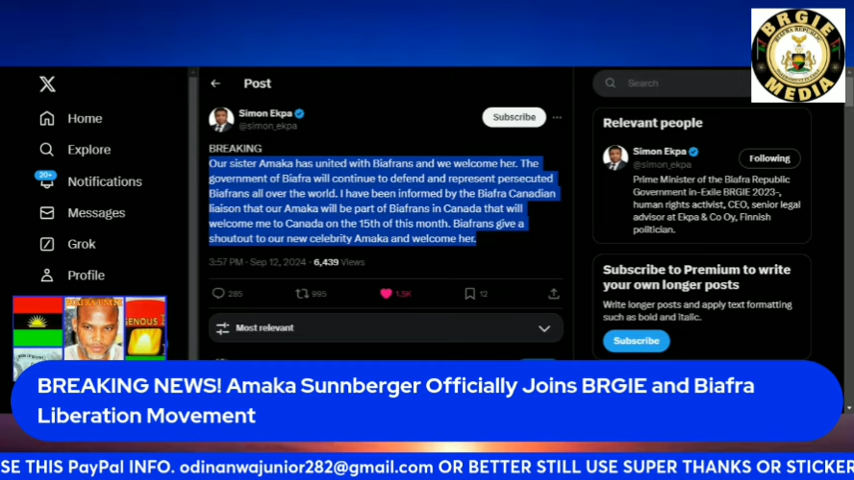 BRGIE
BIAFRA REPUBLIC
MEDIA
Home
Explore
20+
Notifications
Messages
Grok
Profile
Post
Simon Ekpa
@simon_ekpa
Subscribe
BREAKING
Our sister Amaka has united with Biafrans and we welcome her. The
government of Biafra will continue to defend and represent persecuted
Biafrans all over the world. I have been informed by the Biafra Canadian
liaison that our Amaka will be part of Biafrans in Canada that will
welcome me to Canada on the 15th of this month. Biafrans give a
shoutout to our new celebrity Amaka and welcome her.
3:57 PM · Sep 12, 2024 · 6,439 Views
285
995
1.5K
12
Most relevant
Search
Relevant people
Simon Ekpa
@simon_ekpa
Following
Prime Minister of the Biafra Republic
Government in-Exile BRGIE 2023-,
human rights activist, CEO, senior legal
advisor at Ekpa & Co Oy, Finnish
politician.
Subscribe to Premium to write
your own longer posts
Write longer posts and apply text formatting
such as bold and italic.
Subscribe
BREAKING NEWS! Amaka Sunnberger Officially Joins BRGIE and Biafra
Liberation Movement
SE THIS PayPal INFO. odinanwajunior282@gmail.com OR BETTER STILL USE SUPER THANKS OR STICKER